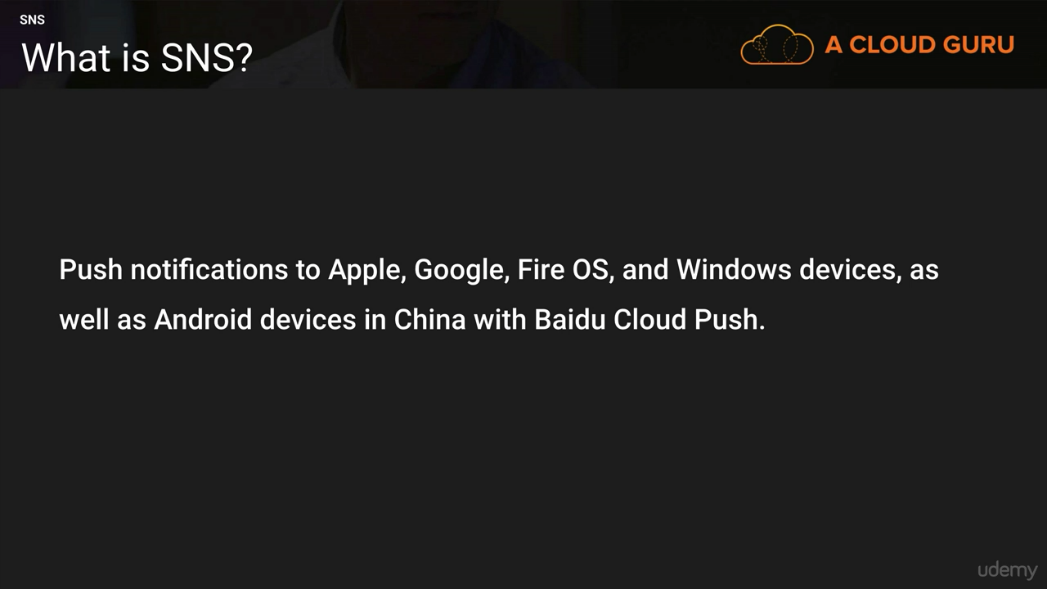 SNS
What is SNS?
A CLOUD GURU
Push notifications to Apple, Google, Fire OS, and Windows devices, as
well as Android devices in China with Baidu Cloud Push.
udemy